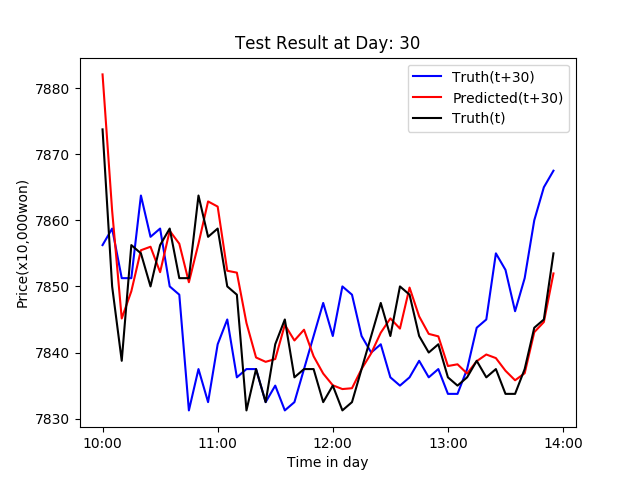 Test Result at Day: 30
Truth(t+30)
Predicted(t+30)
Truth(t)
Price(x10,000won)
7880
7870
7860
7850
7840
7830
10:00 11:00 12:00 13:00 14:00
Time in day